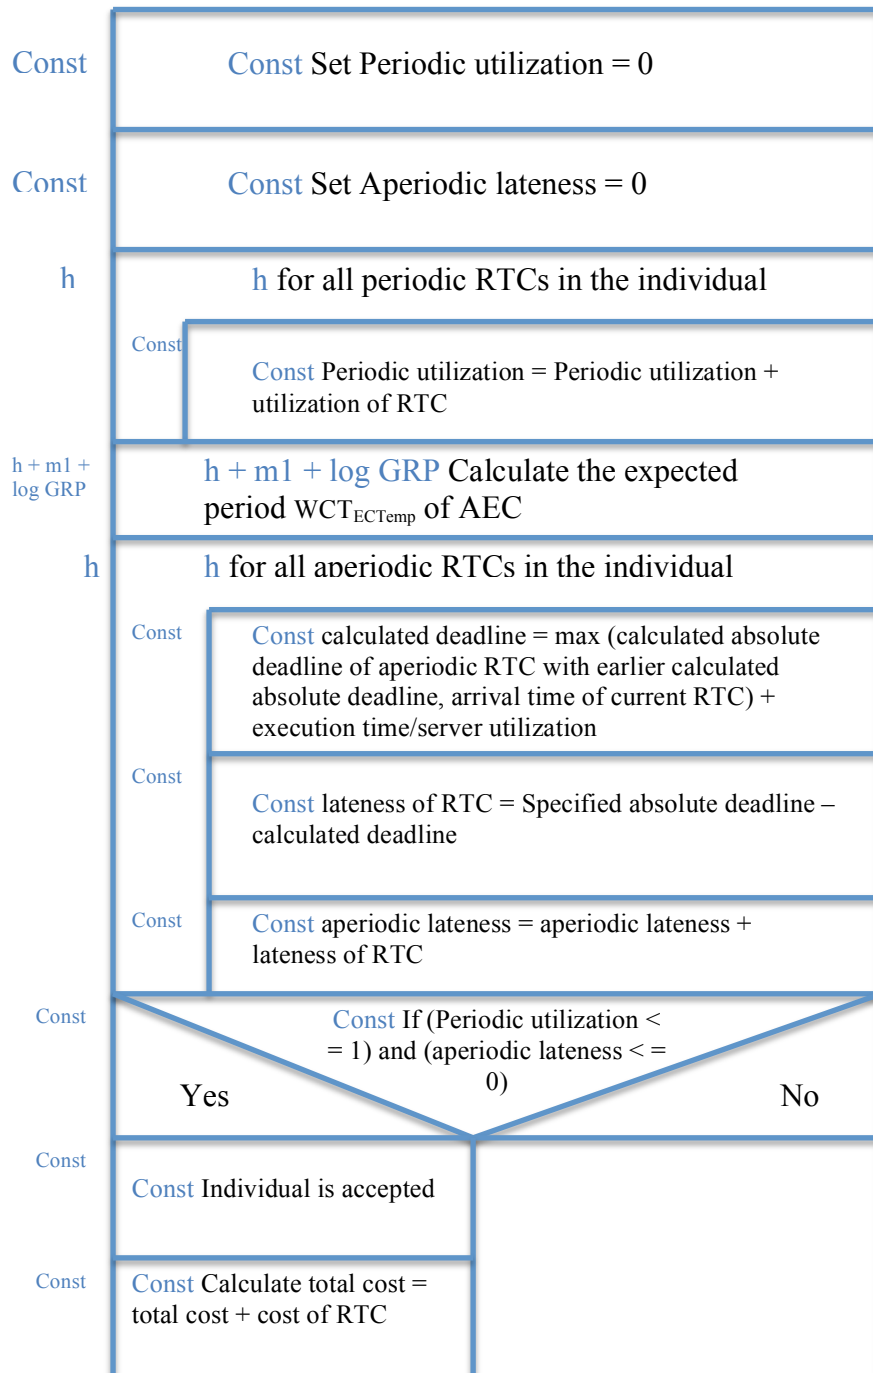 Const
Const Set Periodic utilization = 0
Const
Const Set Aperiodic lateness = 0
h
h for all periodic RTCs in the individual
Const
Const Periodic utilization = Periodic utilization +
utilization of RTC
h + m1 +
log GRP
h + m1 + log GRP Calculate the expected
period WCT_ECTemp of AEC
h
h for all aperiodic RTCs in the individual
Const
Const calculated deadline = max (calculated absolute
deadline of aperiodic RTC with earlier calculated
absolute deadline, arrival time of current RTC) +
execution time/server utilization
Const
Const lateness of RTC = Specified absolute deadline –
calculated deadline
Const
Const aperiodic lateness = aperiodic lateness +
lateness of RTC
Const
Const If (Periodic utilization <
= 1) and (aperiodic lateness < =
0)
Yes
No
Const
Const Individual is accepted
Const
Const Calculate total cost =
total cost + cost of RTC